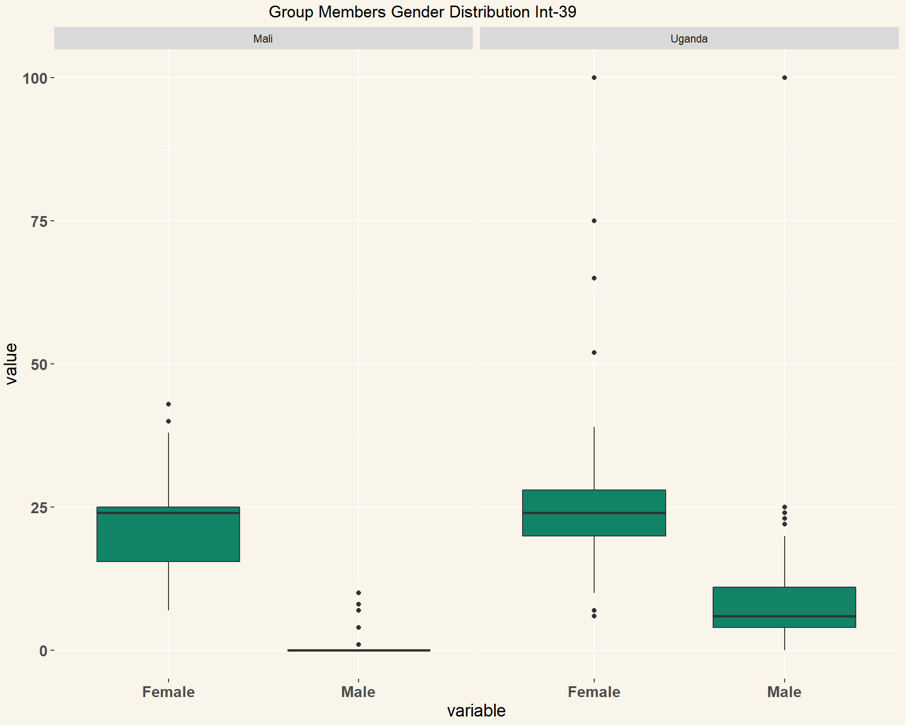 Group Members Gender Distribution Int-39
Mali
Uganda
100
75
50
25
0
value
Female
Male
Female
Male
variable